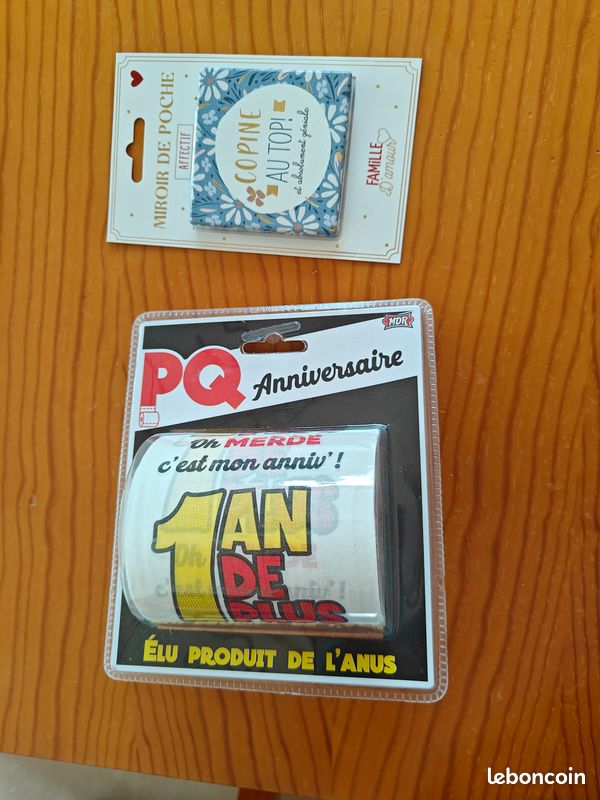 MIROIR DE POCHE
AFFECTIF
COPINE
AU TOP!
et absolument géniale
FAMiLLE
D'amour
MDR
PQ Anniversaire
Oh MERDE
c'est mon anniv'!
1 AN
DE
PLUS
ÉLU PRODUIT DE L'ANUS
leboncoin